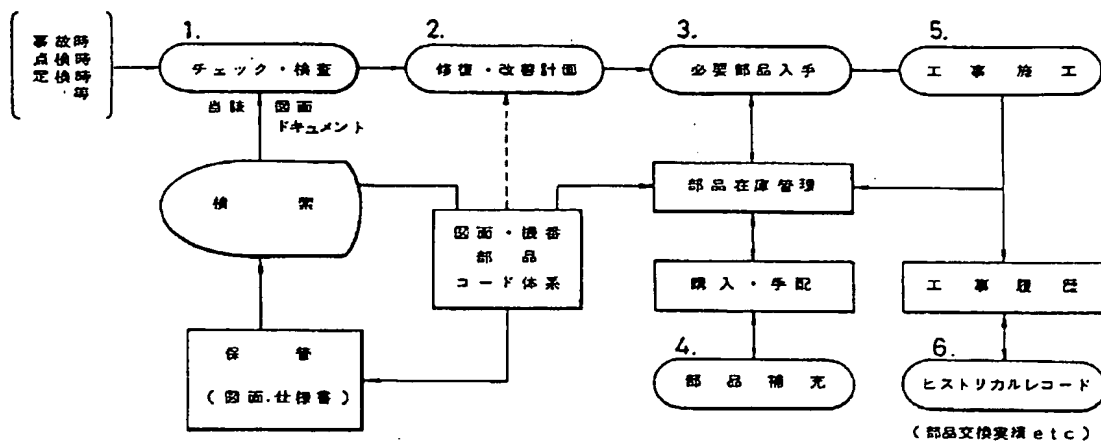 事故時
点検時
定検時
等
1.
チェック・検査
2.
修復・改善計画
3.
必要部品入手
5.
工事施工
当該 図面
ドキュメント
検索
図面・機番
部品
コード体系
部品在庫管理
保管
(図面.仕様書)
購入・手配
4.
部品補充
工事履歴
6.
ヒストリカルレコード
(部品交換実績etc)